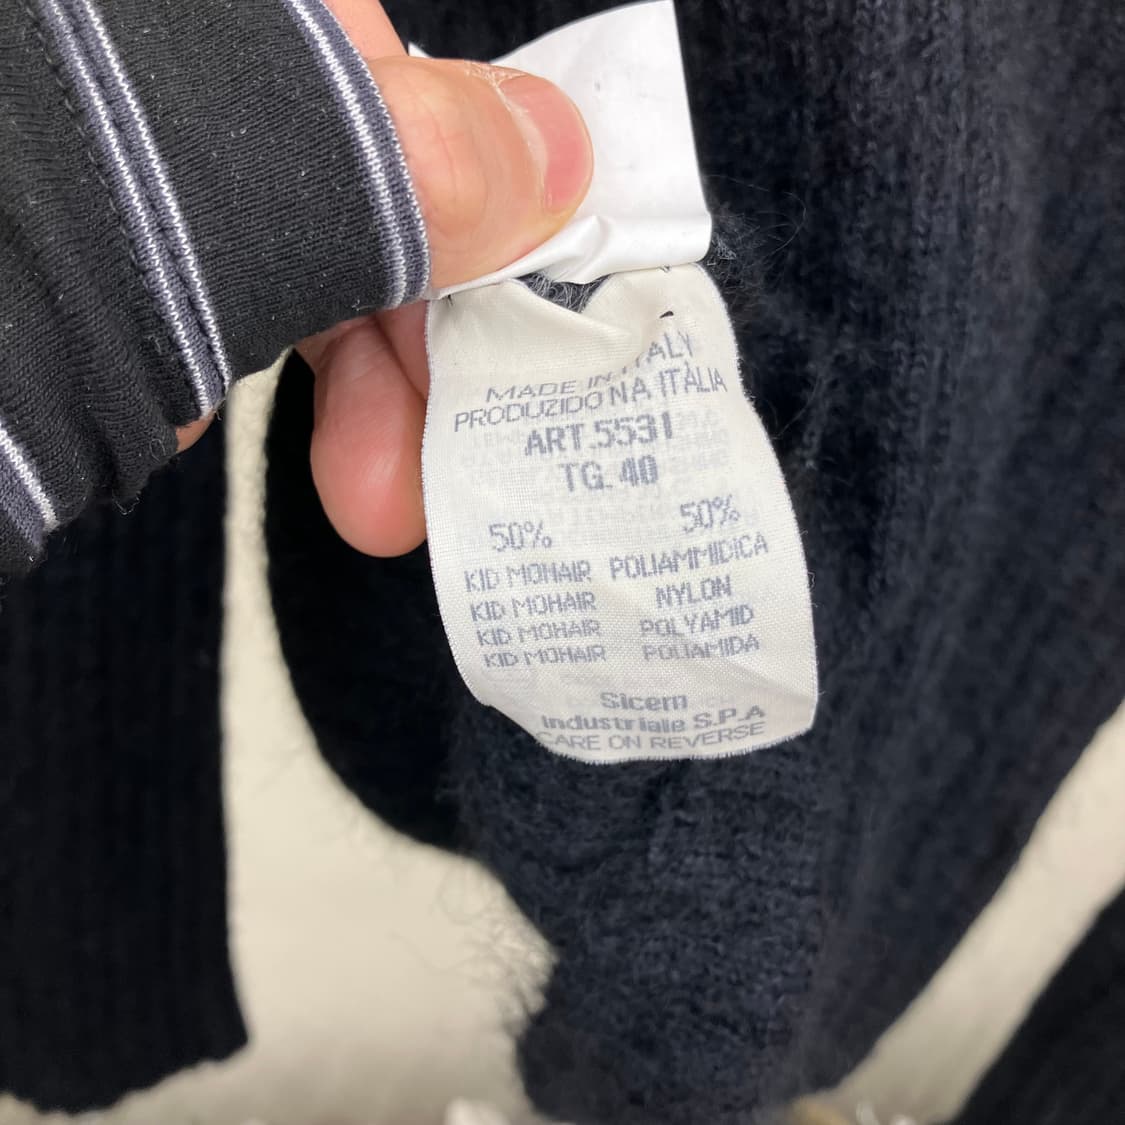 MADE IN ITALY
PRODUZIDO NA ITÀLIA
ART.5531
TG. 40
50% 50%
KID MOHAIR POLIAMMIDICA
KID MOHAIR NYLON
KID MOHAIR POLYAMID
KID MOHAIR POLIAMIDA
Sicem
Industriale S.P.A
CARE ON REVERSE